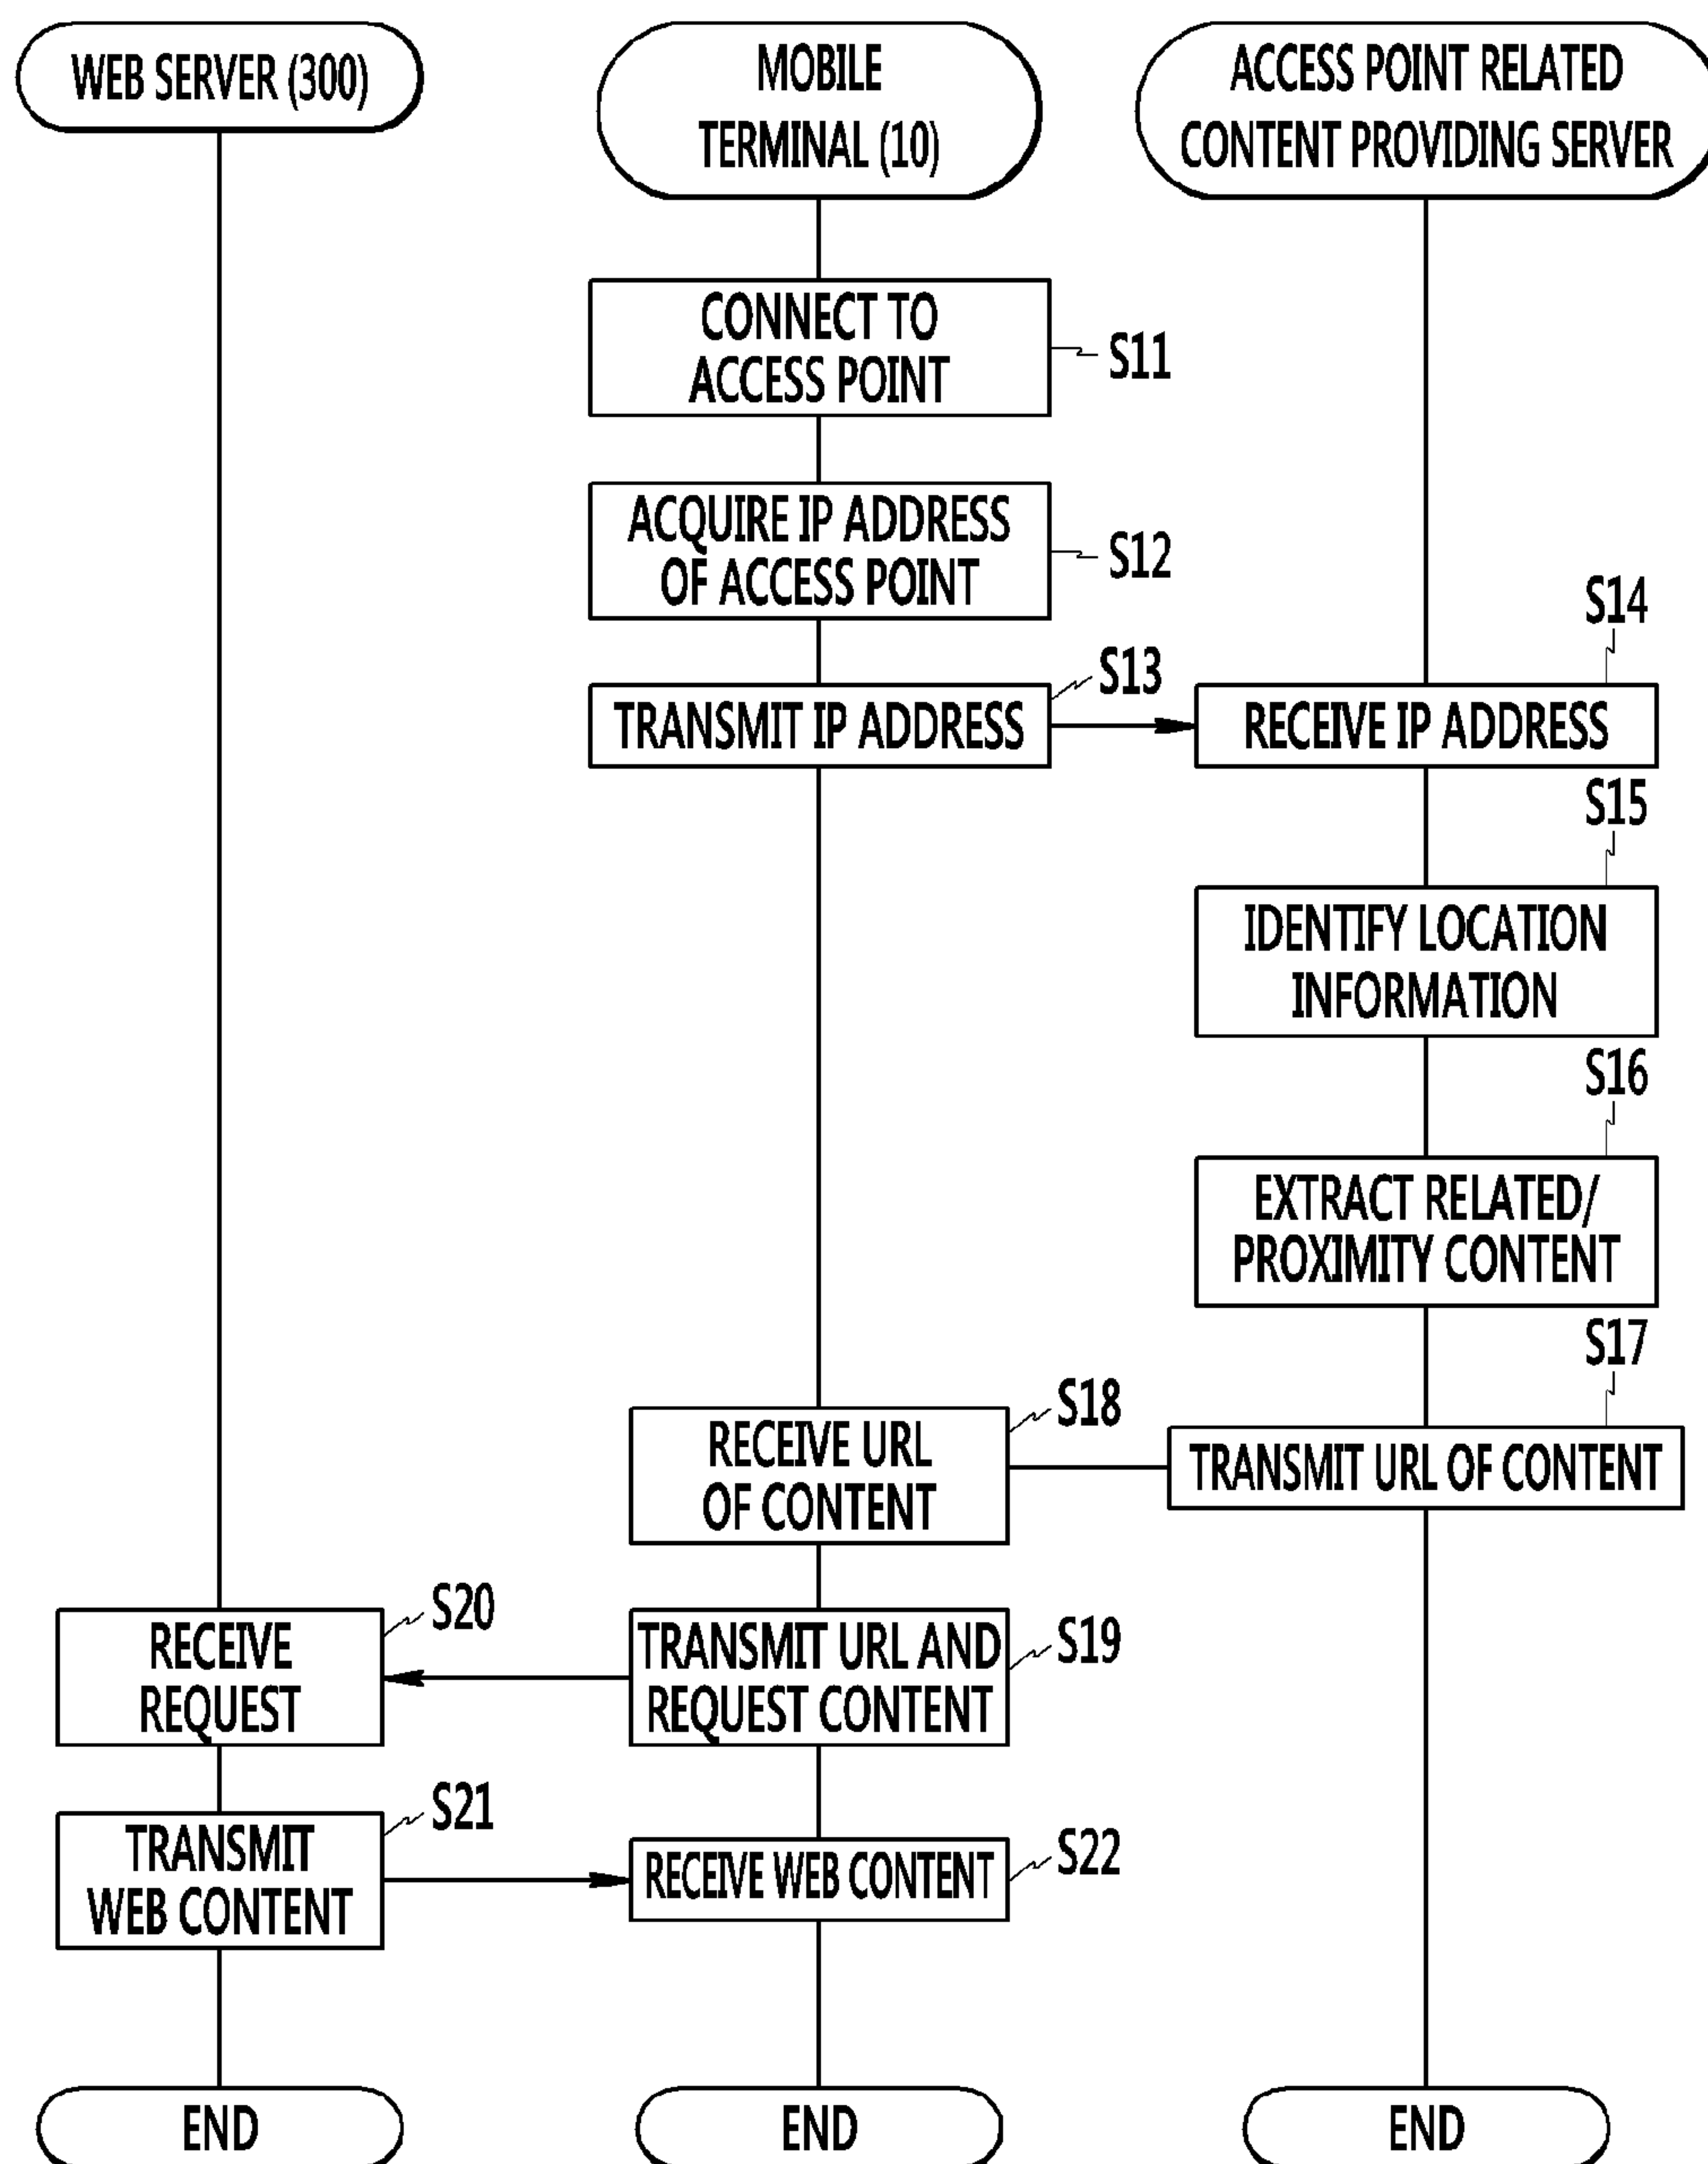 WEB SERVER (300)
MOBILE
TERMINAL (10)
ACCESS POINT RELATED
CONTENT PROVIDING SERVER
CONNECT TO
ACCESS POINT
S11
ACQUIRE IP ADDRESS
OF ACCESS POINT
S12
TRANSMIT IP ADDRESS
S13
RECEIVE IP ADDRESS
S14
IDENTIFY LOCATION
INFORMATION
S15
EXTRACT RELATED/
PROXIMITY CONTENT
S16
TRANSMIT URL OF CONTENT
S17
RECEIVE URL
OF CONTENT
S18
TRANSMIT URL AND
REQUEST CONTENT
S19
RECEIVE
REQUEST
S20
TRANSMIT
WEB CONTENT
S21
RECEIVE WEB CONTENT
S22
END
END
END